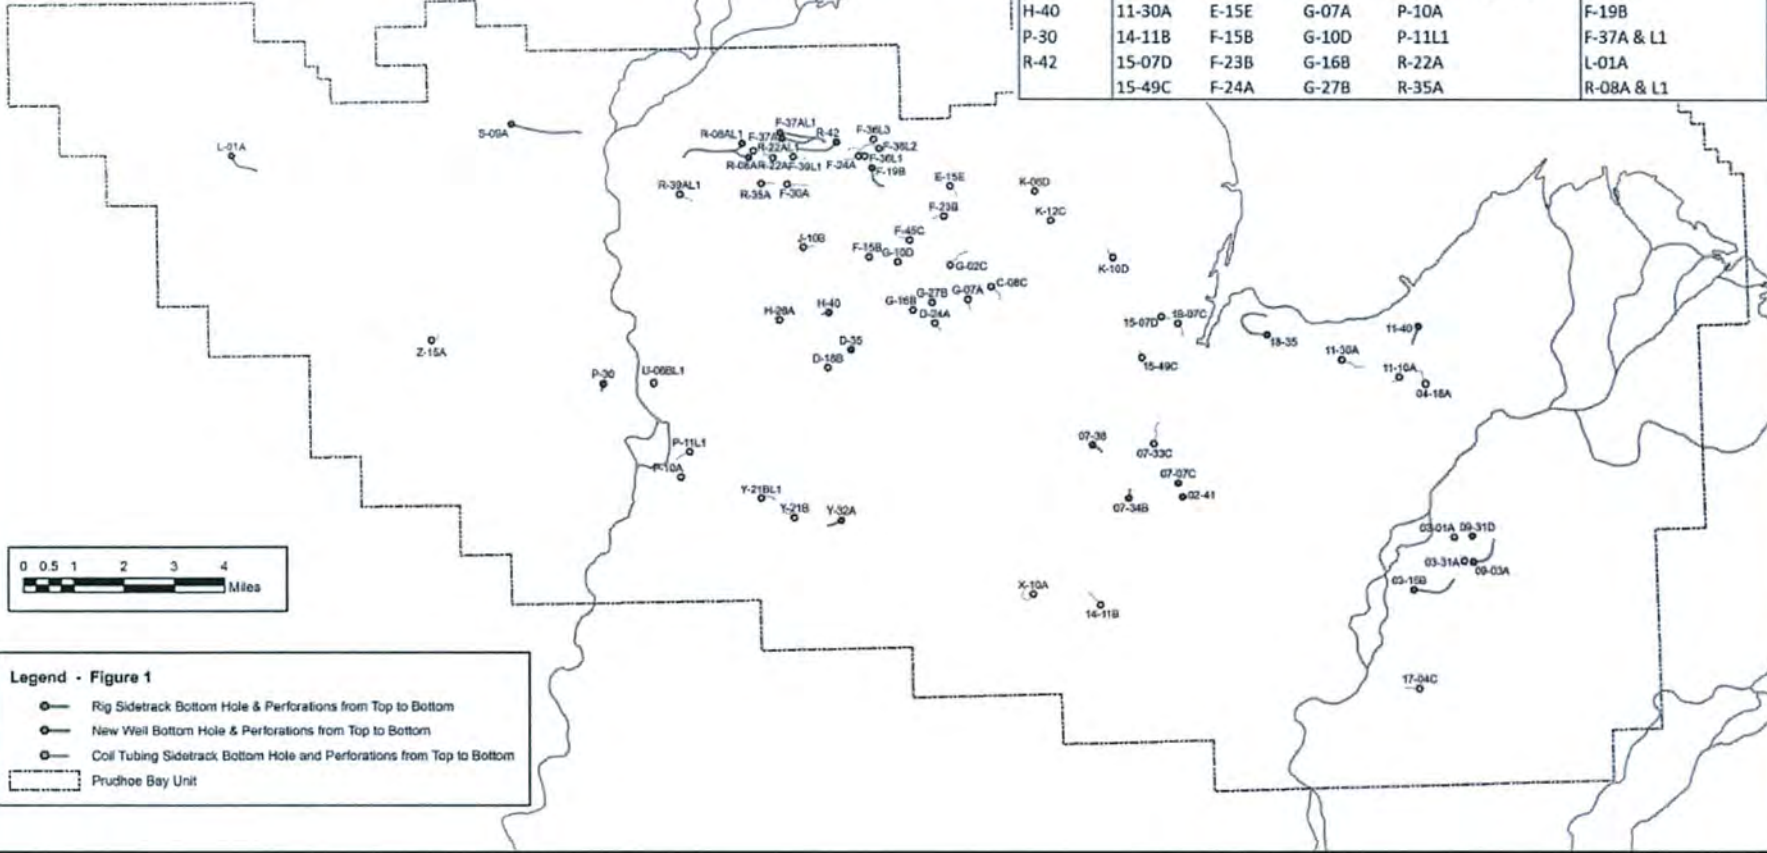 H-40 11-30A E-15E G-07A P-10A F-19B
P-30 14-11B F-15B G-10D P-11L1 F-37A & L1
R-42 15-07D F-23B G-16B R-22A L-01A
15-49C F-24A G-27B R-35A R-08A & L1
S-09A
L-01A
F-37AL1
R-08AL1
F-37A
R-42
F-36L3
R-22AL1
F-36L2
R-08A
R-22A
F-39L1
F-24A
F-36L1
F-19B
R-39AL1
R-35A
F-30A
E-15E
K-06D
F-23B
K-12C
F-45C
J-10B
F-15B
G-10D
G-02C
K-10D
G-27B
G-07A
C-08C
G-16B
D-24A
H-28A
H-40
15-07D
18-07C
18-35
11-40
D-35
Z-15A
D-18B
15-49C
11-30A
11-10A
04-18A
P-30
U-06BL1
P-11L1
P-10A
07-38
07-33C
07-07C
02-41
07-34B
Y-21BL1
Y-21B
Y-32A
03-01A
09-31D
03-31A
09-03A
03-15B
X-10A
14-11B
17-04C
0 0.5 1 2 3 4
Miles
Legend - Figure 1
Rig Sidetrack Bottom Hole & Perforations from Top to Bottom
New Well Bottom Hole & Perforations from Top to Bottom
Coil Tubing Sidetrack Bottom Hole and Perforations from Top to Bottom
Prudhoe Bay Unit